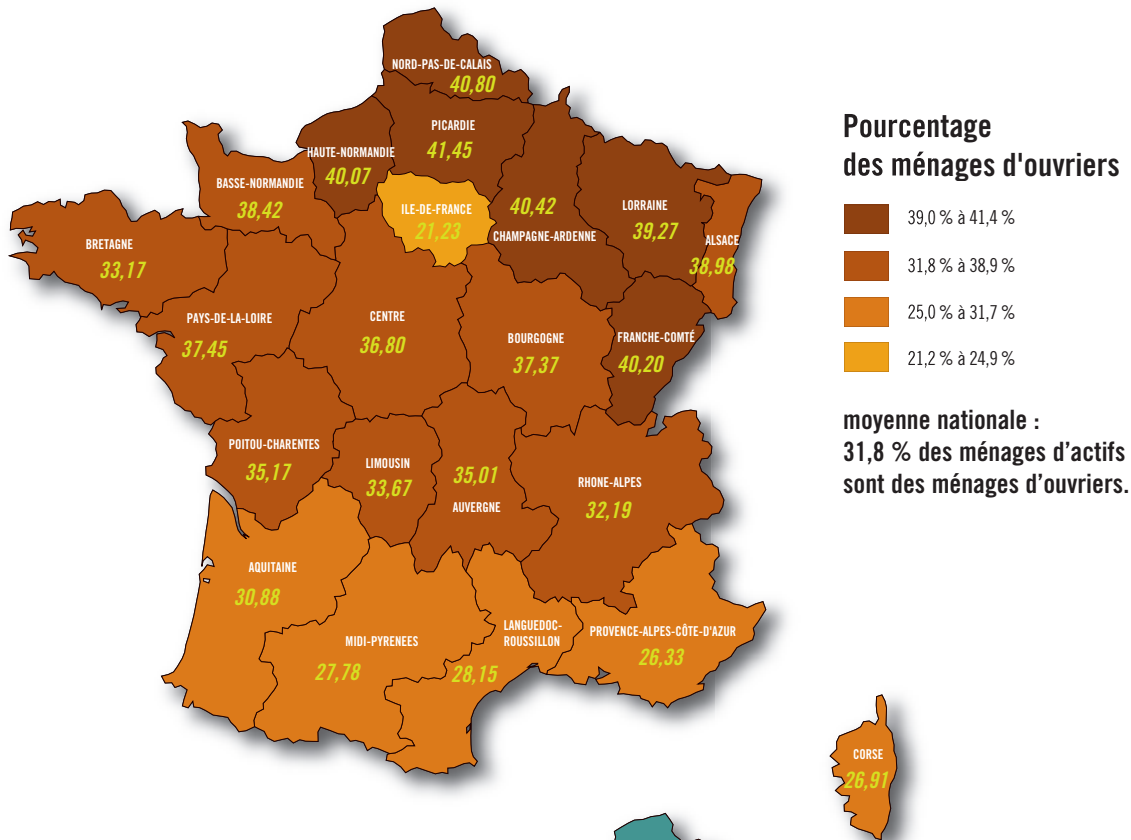 NORD-PAS-DE-CALAIS
40,80
PICARDIE
41,45
HAUTE-NORMANDIE
40,07
BASSE-NORMANDIE
38,42
ILE-DE-FRANCE
21,23
40,42
CHAMPAGNE-ARDENNE
LORRAINE
39,27
ALSACE
38,98
BRETAGNE
33,17
PAYS-DE-LA-LOIRE
37,45
CENTRE
36,80
BOURGOGNE
37,37
FRANCHE-COMTÉ
40,20
POITOU-CHARENTES
35,17
LIMOUSIN
33,67
35,01
AUVERGNE
RHONE-ALPES
32,19
AQUITAINE
30,88
MIDI-PYRENEES
27,78
LANGUEDOC-
ROUSSILLON
28,15
PROVENCE-ALPES-CÔTE-D'AZUR
26,33
CORSE
26,91
Pourcentage
des ménages d'ouvriers
39,0 % à 41,4 %
31,8 % à 38,9 %
25,0 % à 31,7 %
21,2 % à 24,9 %
moyenne nationale :
31,8 % des ménages d’actifs
sont des ménages d’ouvriers.